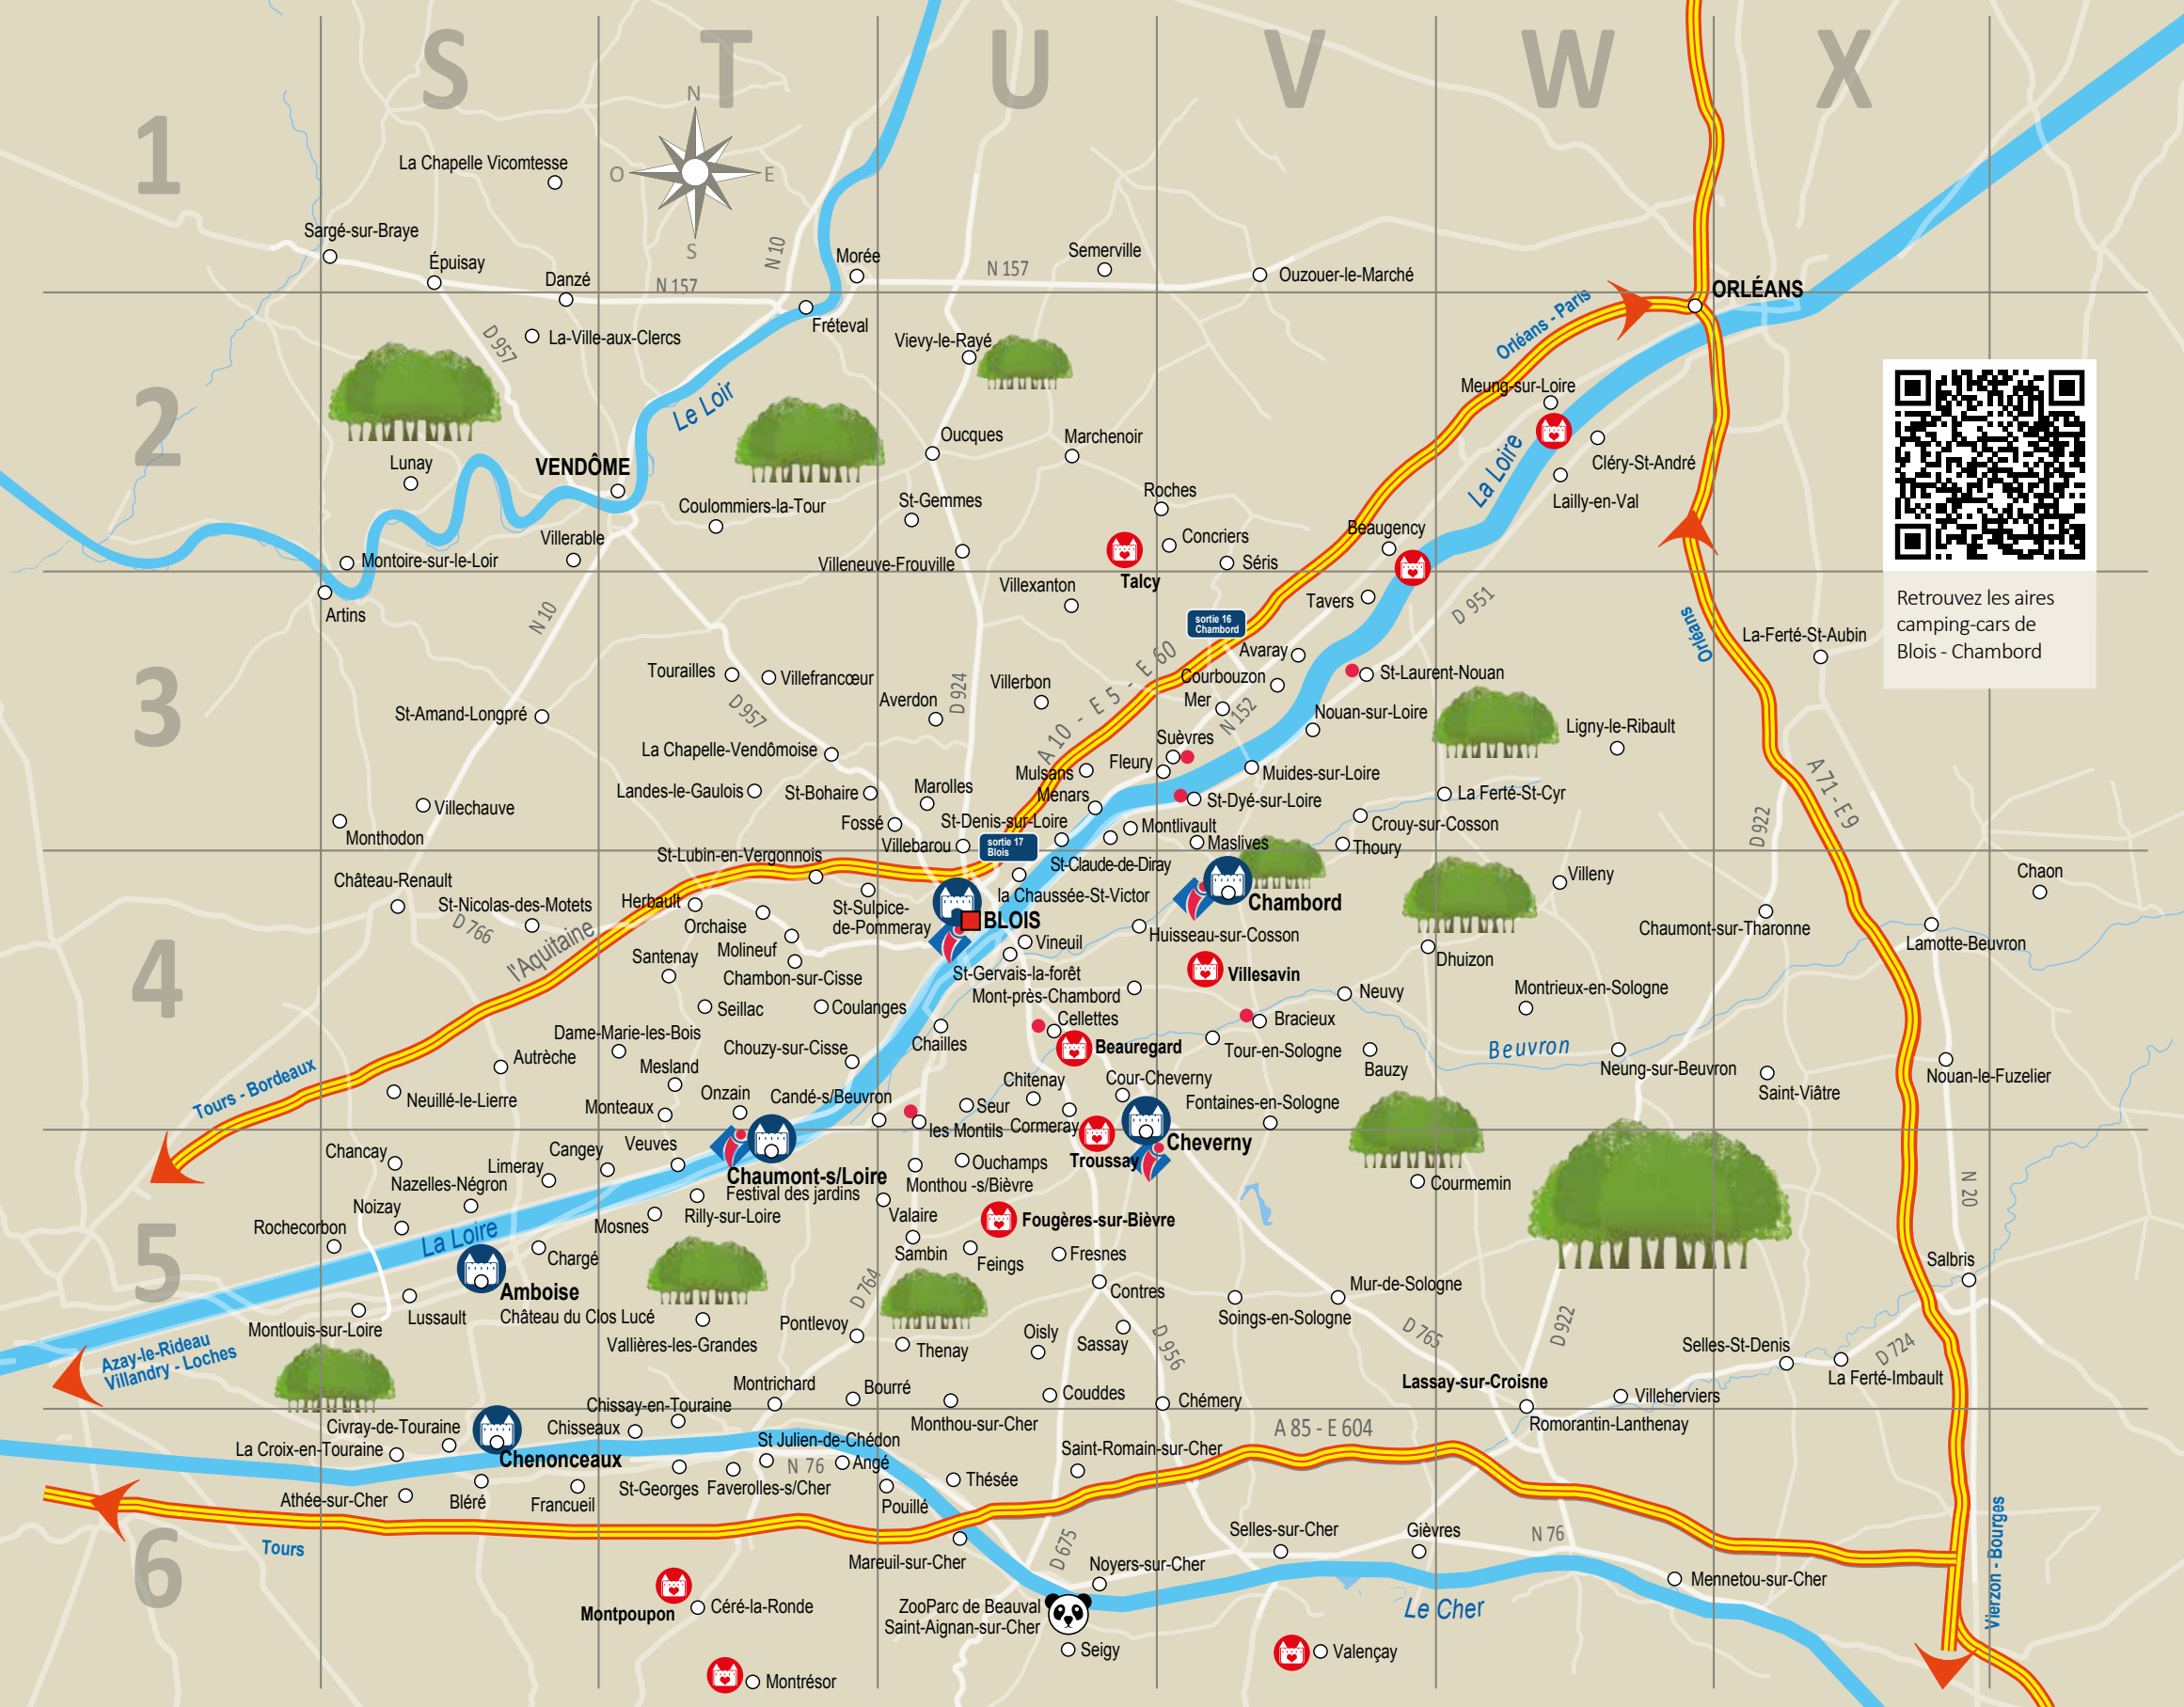 S T U V W X
1
N
La Chapelle Vicomtesse
O E
Sargé-sur-Braye
S
N 10
Épuisay
Danzé
N 157
Morée
N 157
Semerville
Ouzouer-le-Marché
ORLÉANS
Orléans - Paris
Fréteval
D 957
La-Ville-aux-Clercs
Vievy-le-Rayé
2
Le Loir
Meung-sur-Loire
Oucques
Marchenoir
Lunay
VENDÔME
La Loire
Cléry-St-André
Lailly-en-Val
Coulommiers-la-Tour
St-Gemmes
Roches
Beaugency
Villerable
Concriers
Séris
Montoire-sur-le-Loir
Villeneuve-Frouville
Talcy
Villexanton
Artins
N 10
Tavers
D 951
Retrouvez les aires
camping-cars de
Blois - Chambord
sortie 16
Chambord
Orléans
La-Ferté-St-Aubin
3
Avaray
Tourailles
Villefrancœur
Villerbon
A 10 - E 5 - E 60
Courbouzon
St-Laurent-Nouan
Averdon
D 924
Mer
N 152
D 957
St-Amand-Longpré
Nouan-sur-Loire
Ligny-le-Ribault
La Chapelle-Vendômoise
Suèvres
Fleury
Mulsans
Muides-sur-Loire
A 71 - E 9
Landes-le-Gaulois
St-Bohaire
Marolles
Menars
St-Dyé-sur-Loire
La Ferté-St-Cyr
Villechauve
Monthodon
Fossé
St-Denis-sur-Loire
Montlivault
Crouy-sur-Cosson
D 922
Villebarou
sortie 17
Blois
Maslives
Thoury
St-Lubin-en-Vergonnois
St-Claude-de-Diray
Château-Renault
la Chaussée-St-Victor
Villeny
Chaon
4
St-Nicolas-des-Motets
Herbault
St-Sulpice-
de-Pommeray
BLOIS
Chambord
D 766
l'Aquitaine
Orchaise
Molineuf
Vineuil
Huisseau-sur-Cosson
Chaumont-sur-Tharonne
Lamotte-Beuvron
Santenay
Chambon-sur-Cisse
St-Gervais-la-forêt
Villesavin
Dhuizon
Mont-près-Chambord
Neuvy
Montrieux-en-Sologne
Seillac
Coulanges
Cellettes
Bracieux
Dame-Marie-les-Bois
Chailles
Beauregard
Tour-en-Sologne
Beuvron
Autrèche
Chouzy-sur-Cisse
Bauzy
Neung-sur-Beuvron
Nouan-le-Fuzelier
Mesland
Chitenay
Cour-Cheverny
Saint-Viâtre
Tours - Bordeaux
Neuillé-le-Lierre
Onzain
Candé-s/Beuvron
Seur
Fontaines-en-Sologne
Monteaux
les Montils
Cormeray
5
Chancay
Cangey
Veuves
Cheverny
Limeray
Troussay
Ouchamps
Nazelles-Négron
Chaumont-s/Loire
Festival des jardins
Monthou -s/Bièvre
Courmemin
N 20
Noizay
Mosnes
Rilly-sur-Loire
Valaire
Fougères-sur-Bièvre
Rochecorbon
La Loire
Chargé
Sambin
Feings
Fresnes
Salbris
Amboise
Château du Clos Lucé
D 764
Contres
Mur-de-Sologne
Lussault
Soings-en-Sologne
Montlouis-sur-Loire
Vallières-les-Grandes
Pontlevoy
Thenay
Oisly
Sassay
D 956
D 765
D 922
Selles-St-Denis
D 724
Azay-le-Rideau
Villandry - Loches
La Ferté-Imbault
Montrichard
Bourré
Couddes
Chémery
Lassay-sur-Croisne
Villeherviers
Chissay-en-Touraine
Monthou-sur-Cher
Romorantin-Lanthenay
6
Civray-de-Touraine
Chisseaux
A 85 - E 604
La Croix-en-Touraine
Chenonceaux
St Julien-de-Chédon
Saint-Romain-sur-Cher
N 76
Angé
Thésée
St-Georges
Faverolles-s/Cher
Athée-sur-Cher
Bléré
Francueil
Pouillé
Tours
Mareuil-sur-Cher
D 675
Selles-sur-Cher
Gièvres
N 76
Vierzon - Bourges
Noyers-sur-Cher
Mennetou-sur-Cher
Montpoupon
Céré-la-Ronde
ZooParc de Beauval
Saint-Aignan-sur-Cher
Le Cher
Seigy
Valençay
Montrésor